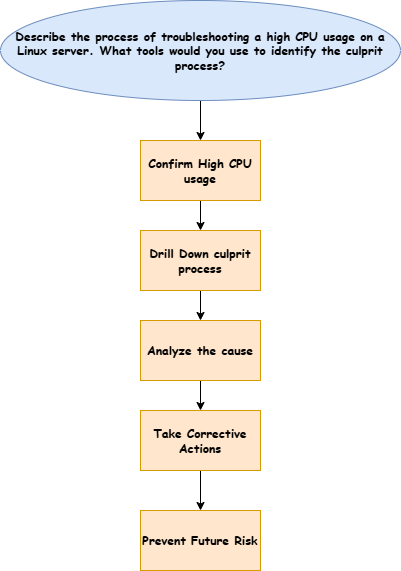 Describe the process of troubleshooting a high CPU usage on a
Linux server. What tools would you use to identify the culprit
process?
Confirm High CPU
usage
Drill Down culprit
process
Analyze the cause
Take Corrective
Actions
Prevent Future Risk